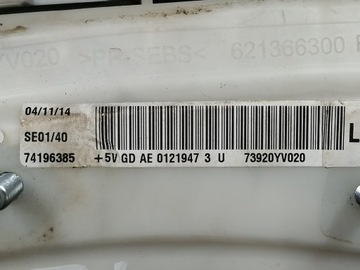 YV020 >PP-SEBS< 621366300
04/11/14
SE01/40 L
74196385 +5V GD AE 0121947 3 U 73920YV020